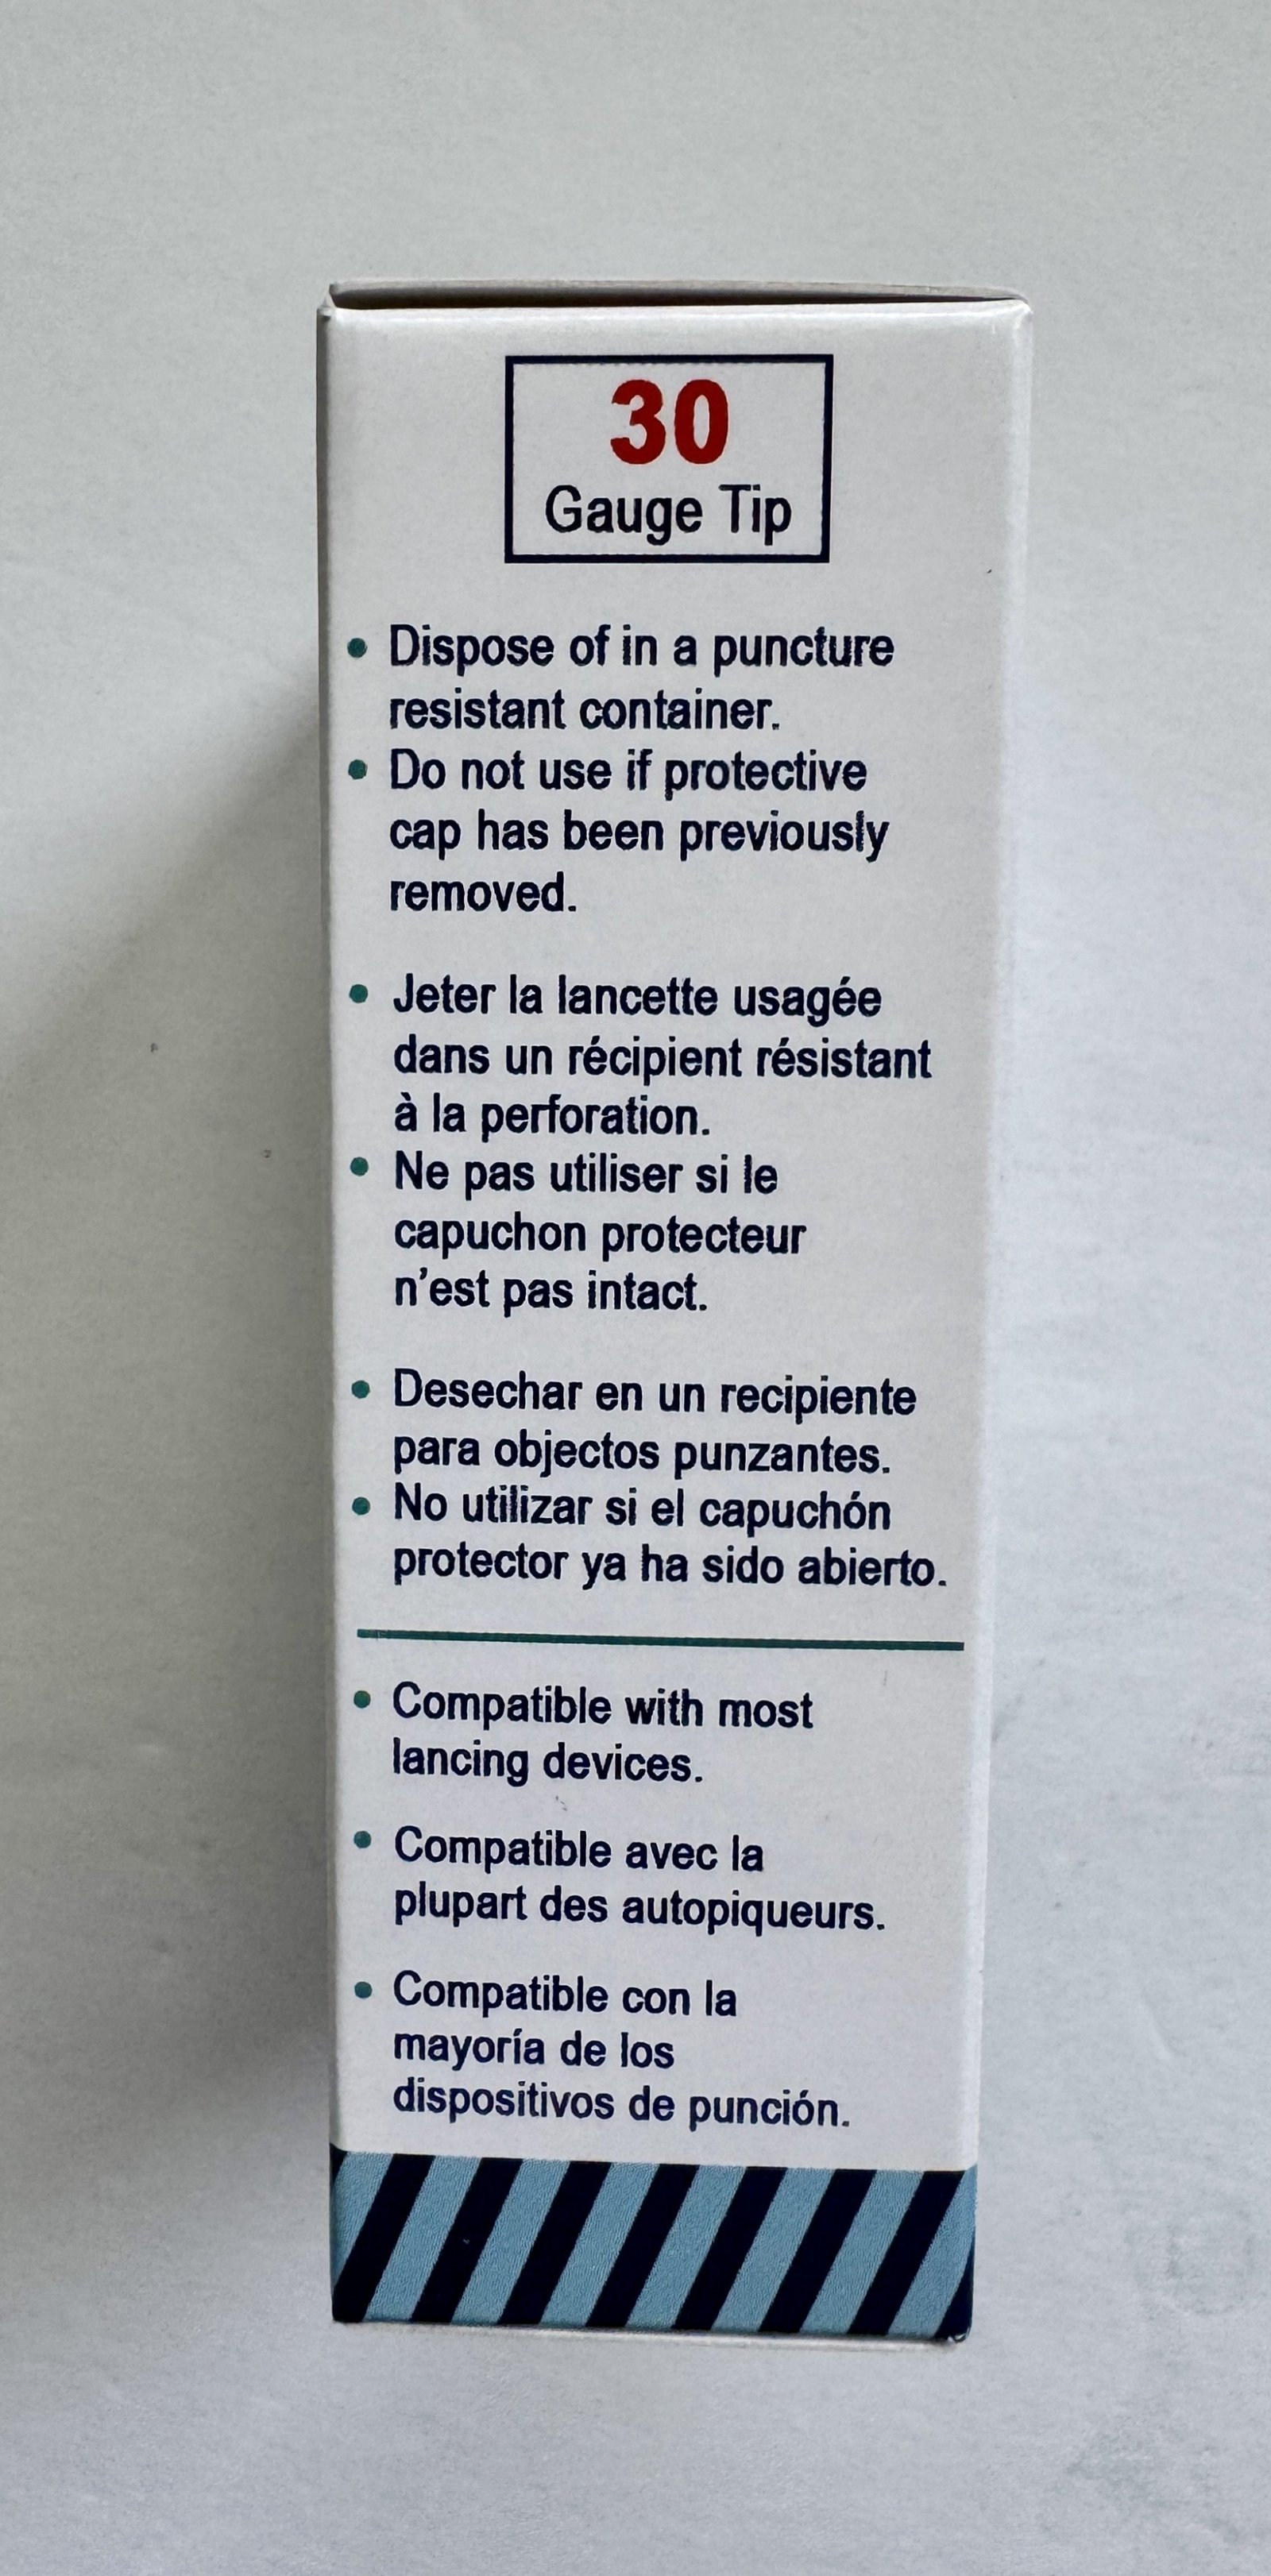 30
Gauge Tip
• Dispose of in a puncture
resistant container.
• Do not use if protective
cap has been previously
removed.
• Jeter la lancette usagée
dans un récipient résistant
à la perforation.
• Ne pas utiliser si le
capuchon protecteur
n'est pas intact.
• Desechar en un recipiente
para objectos punzantes.
• No utilizar si el capuchón
protector ya ha sido abierto.
• Compatible with most
lancing devices.
• Compatible avec la
plupart des autopiqueurs.
• Compatible con la
mayoría de los
dispositivos de punción.